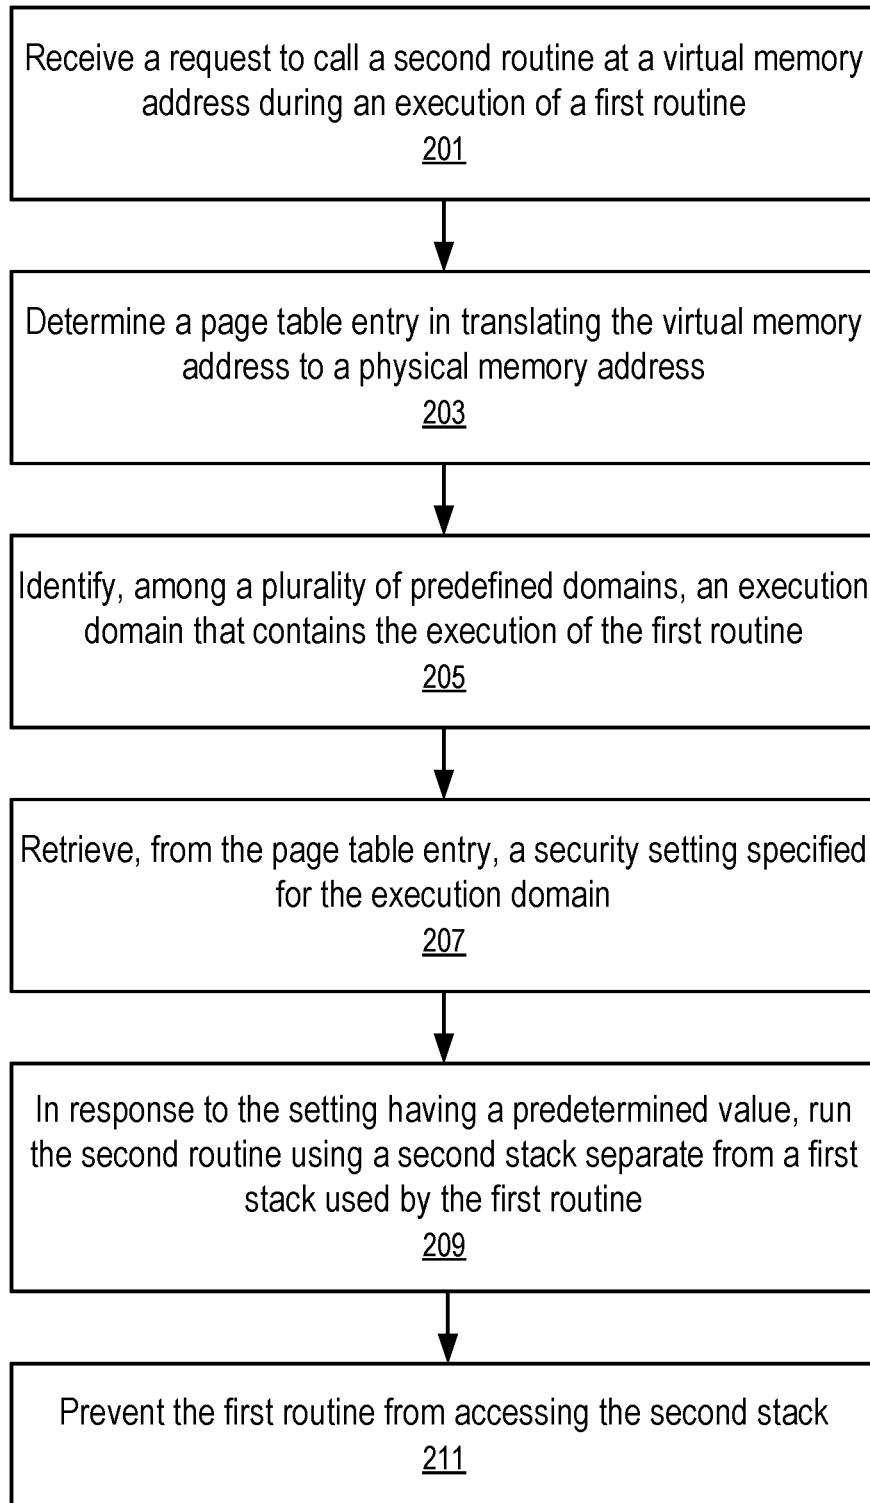 Receive a request to call a second routine at a virtual memory
address during an execution of a first routine
201
Determine a page table entry in translating the virtual memory
address to a physical memory address
203
Identify, among a plurality of predefined domains, an execution
domain that contains the execution of the first routine
205
Retrieve, from the page table entry, a security setting specified
for the execution domain
207
In response to the setting having a predetermined value, run
the second routine using a second stack separate from a first
stack used by the first routine
209
Prevent the first routine from accessing the second stack
211